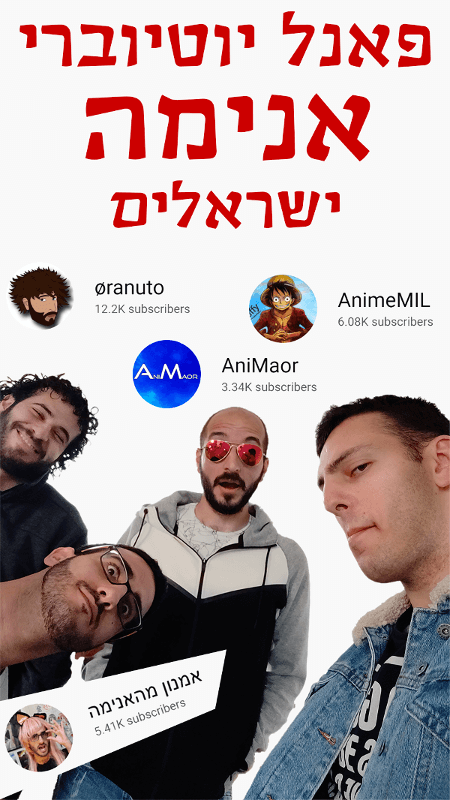 פאנל יוטיוברי
אנימה
ישראלים
øranuto
12.2K subscribers
AnimeMIL
6.08K subscribers
ANIMAOR
AniMaor
3.34K subscribers
אמנון מהאנימה
5.41K subscribers